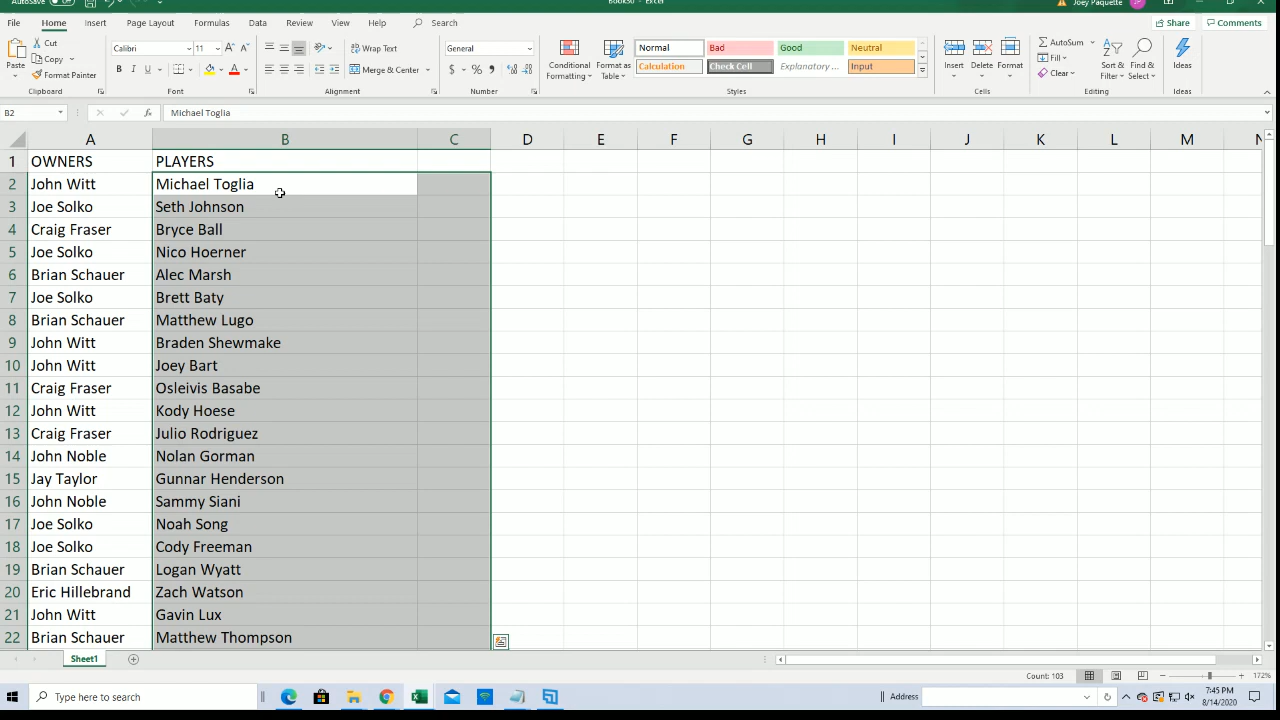 AutoSave Off Book30 - Excel Joey Paquette
File Home Insert Page Layout Formulas Data Review View Help Search Share Comments
Paste Cut Copy Format Painter Clipboard
Calibri 11 B I U A Font
Wrap Text Merge & Center Alignment
General $ % , Number
Conditional Formatting Format as Table
Normal Bad Good Neutral
Calculation Check Cell Explanatory ... Input
Styles
Insert Delete Format Cells
AutoSum Fill Clear Sort & Filter Find & Select Editing
Ideas Ideas
B2 fx Michael Toglia
A B C D E F G H I J K L M N
1 OWNERS PLAYERS
2 John Witt Michael Toglia
3 Joe Solko Seth Johnson
4 Craig Fraser Bryce Ball
5 Joe Solko Nico Hoerner
6 Brian Schauer Alec Marsh
7 Joe Solko Brett Baty
8 Brian Schauer Matthew Lugo
9 John Witt Braden Shewmake
10 John Witt Joey Bart
11 Craig Fraser Osleivis Basabe
12 John Witt Kody Hoese
13 Craig Fraser Julio Rodriguez
14 John Noble Nolan Gorman
15 Jay Taylor Gunnar Henderson
16 John Noble Sammy Siani
17 Joe Solko Noah Song
18 Joe Solko Cody Freeman
19 Brian Schauer Logan Wyatt
20 Eric Hillebrand Zach Watson
21 John Witt Gavin Lux
22 Brian Schauer Matthew Thompson
Sheet1
Count: 103 172%
Type here to search Address 7:45 PM
8/14/2020